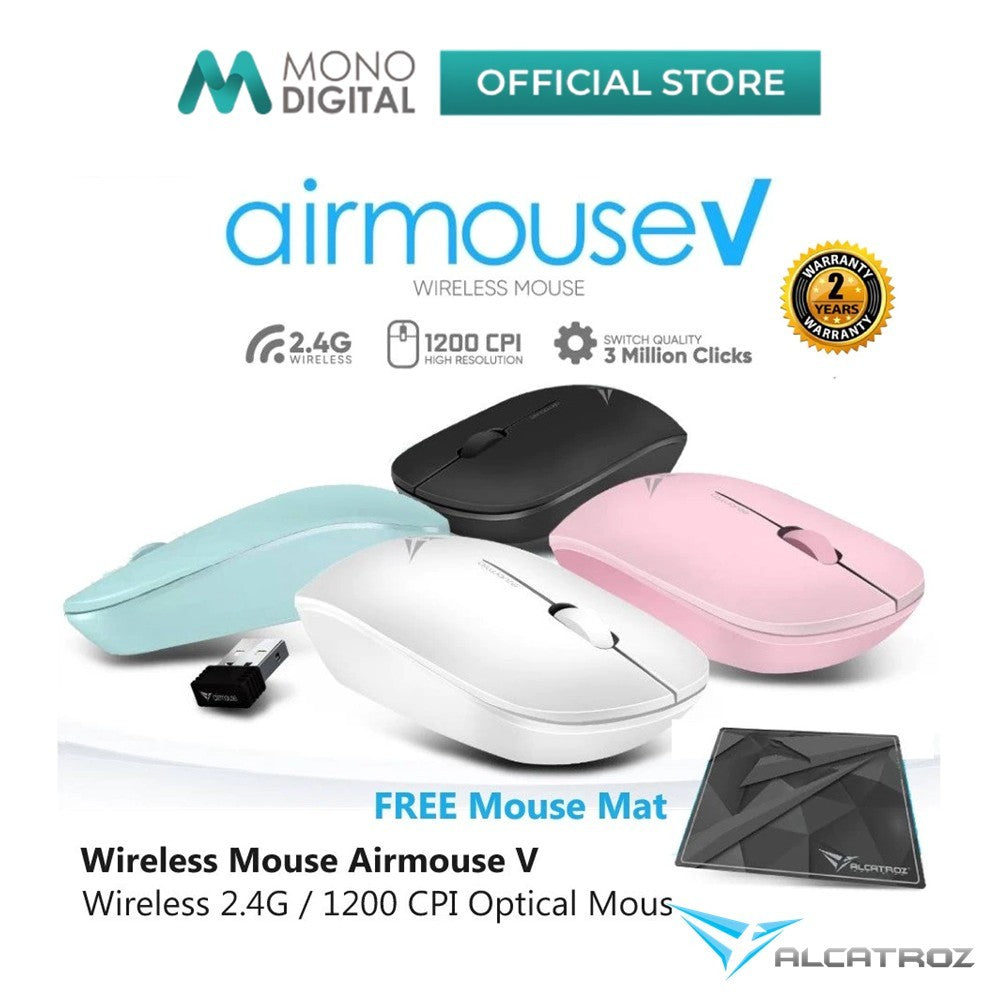 MONO
DIGITAL
OFFICIAL STORE
airmouseV
WIRELESS MOUSE
WARRANTY
2
YEARS
WARRANTY
2.4G
WIRELESS
1200 CPI
HIGH RESOLUTION
SWITCH QUALITY
3 Million Clicks
airmouse
FREE Mouse Mat
ALCATROZ
Wireless Mouse Airmouse V
Wireless 2.4G / 1200 CPI Optical Mous
ALCATROZ